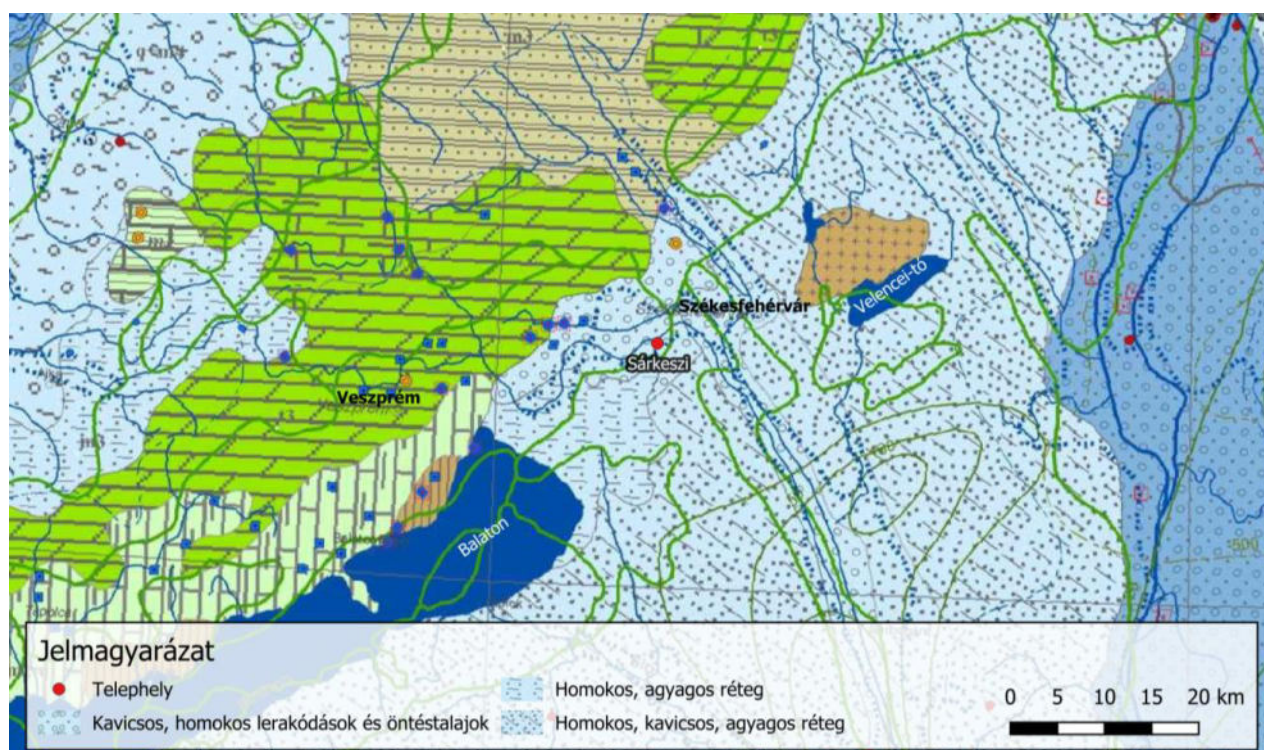 Székesfehérvár
Velencei-tó
Sárkeszi
Veszprém
Balaton
500
Jelmagyarázat
Telephely
Kavicsos, homokos lerakódások és öntéstalajok
Homokos, agyagos réteg
Homokos, kavicsos, agyagos réteg
0 5 10 15 20 km